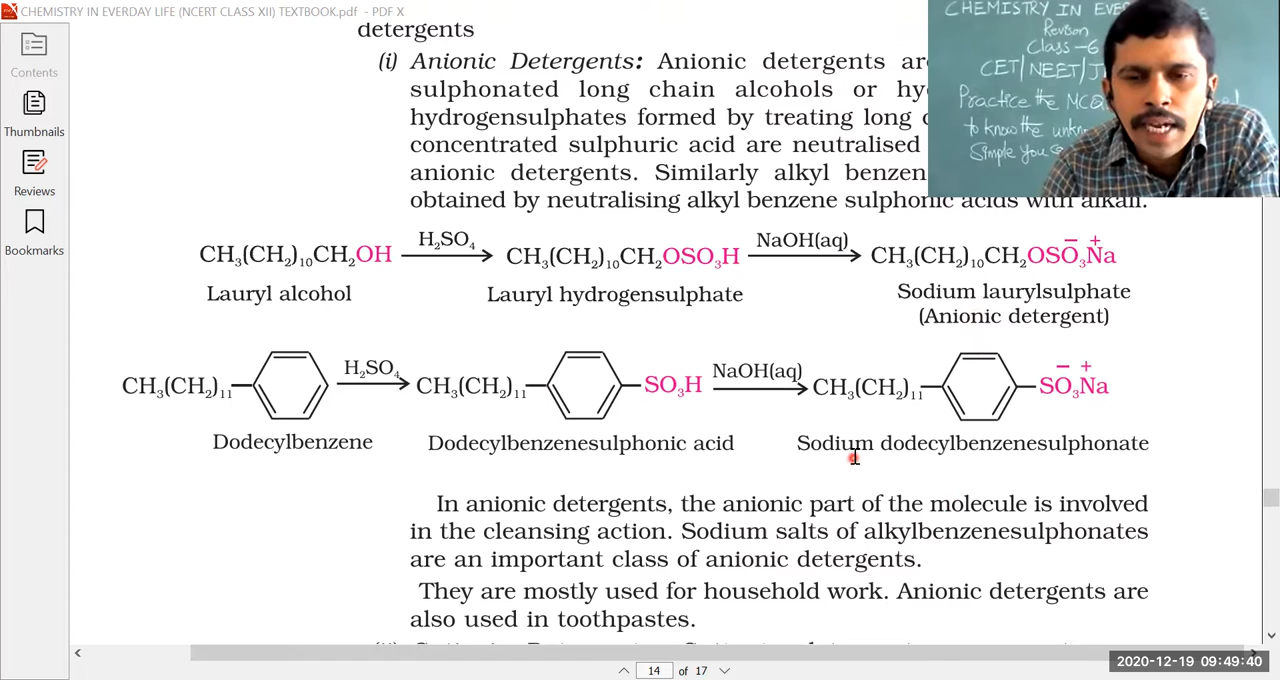 CHEMISTRY IN EVERYDAY LIFE (NCERT CLASS XII) TEXTBOOK.pdf - PDF X
Contents
Thumbnails
Reviews
Bookmarks
CHEMISTRY IN EVE
Revison
Class -6
CET/NEET/J
Practice the MCQ
to know the unkn
Simple you
detergents
(i) Anionic Detergents: Anionic detergents are
sulphonated long chain alcohols or hy
hydrogensulphates formed by treating long
concentrated sulphuric acid are neutralised
anionic detergents. Similarly alkyl benzen
obtained by neutralising alkyl benzene sulphonic acids with alkali.
CH₃(CH₂)₁₀CH₂OH H₂SO₄ CH₃(CH₂)₁₀CH₂OSO₃H NaOH(aq) CH₃(CH₂)₁₀CH₂OSO₃⁻Na⁺
Lauryl alcohol Lauryl hydrogensulphate Sodium laurylsulphate
(Anionic detergent)
CH₃(CH₂)₁₁ H₂SO₄ CH₃(CH₂)₁₁ SO₃H NaOH(aq) CH₃(CH₂)₁₁ SO₃⁻Na⁺
Dodecylbenzene Dodecylbenzenesulphonic acid Sodium dodecylbenzenesulphonate
In anionic detergents, the anionic part of the molecule is involved
in the cleansing action. Sodium salts of alkylbenzenesulphonates
are an important class of anionic detergents.
They are mostly used for household work. Anionic detergents are
also used in toothpastes.
14 of 17
2020-12-19 09:49:40